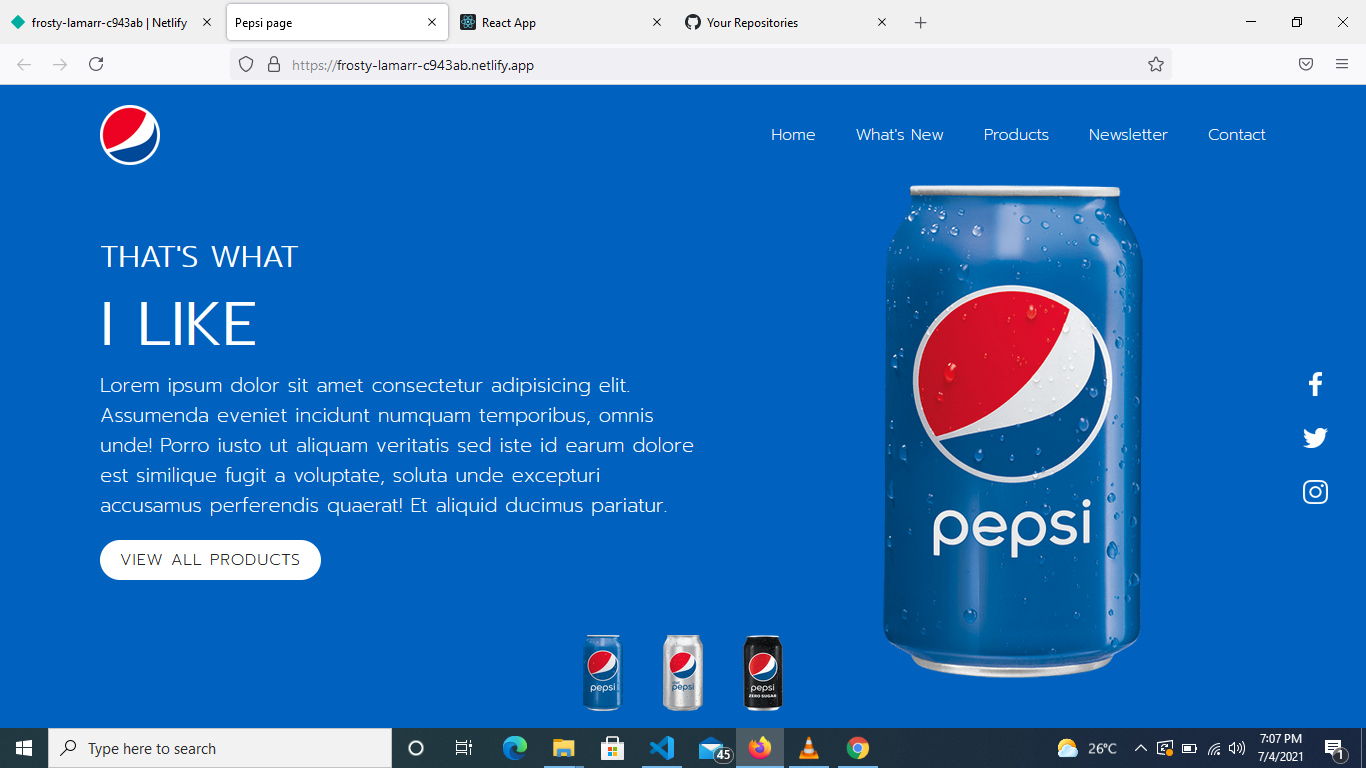 frosty-lamarr-c943ab | Netlify
Pepsi page
React App
Your Repositories
https://frosty-lamarr-c943ab.netlify.app
Home What's New Products Newsletter Contact
THAT'S WHAT
I LIKE
Lorem ipsum dolor sit amet consectetur adipisicing elit.
Assumenda eveniet incidunt numquam temporibus, omnis
unde! Porro iusto ut aliquam veritatis sed iste id earum dolore
est similique fugit a voluptate, soluta unde excepturi
accusamus perferendis quaerat! Et aliquid ducimus pariatur.
VIEW ALL PRODUCTS
pepsi
pepsi
diet pepsi
pepsi
ZERO SUGAR
Type here to search
45
26°C
7:07 PM
7/4/2021
1